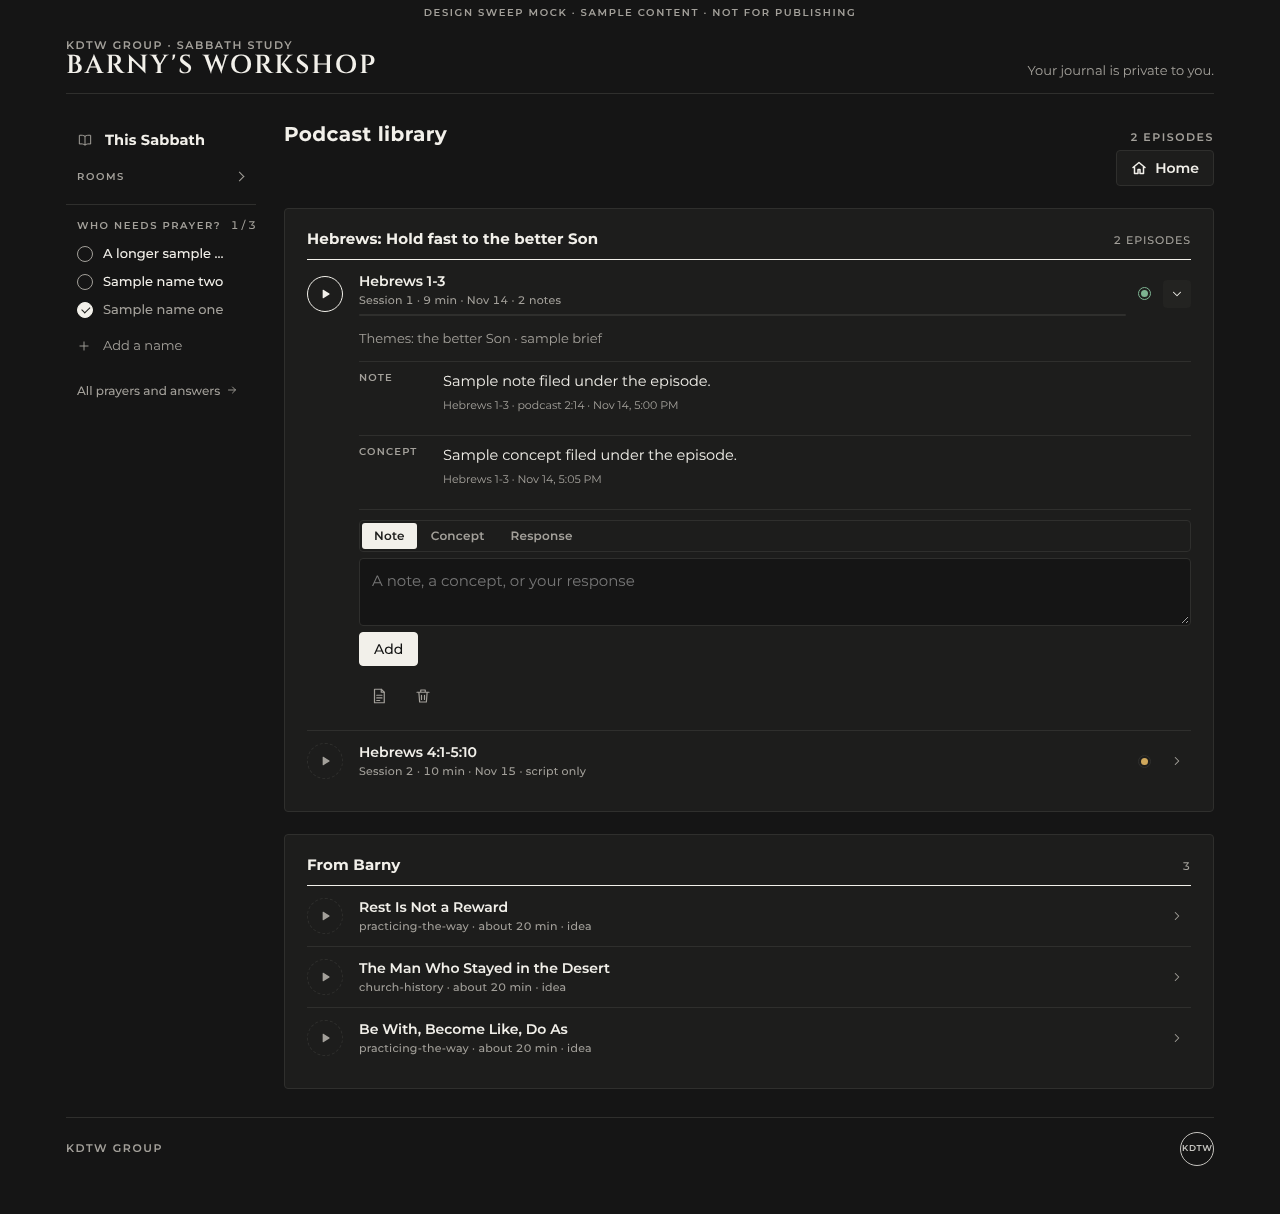 DESIGN SWEEP MOCK · SAMPLE CONTENT · NOT FOR PUBLISHING
KDTW GROUP · SABBATH STUDY
BARNY'S WORKSHOP
Your journal is private to you.
This Sabbath
ROOMS
WHO NEEDS PRAYER? 1 / 3
A longer sample ...
Sample name two
Sample name one
Add a name
All prayers and answers →
Podcast library
2 EPISODES
Home
Hebrews: Hold fast to the better Son
2 EPISODES
Hebrews 1-3
Session 1 · 9 min · Nov 14 · 2 notes
Themes: the better Son · sample brief
NOTE
Sample note filed under the episode.
Hebrews 1-3 · podcast 2:14 · Nov 14, 5:00 PM
CONCEPT
Sample concept filed under the episode.
Hebrews 1-3 · Nov 14, 5:05 PM
Note Concept Response
A note, a concept, or your response
Add
Hebrews 4:1-5:10
Session 2 · 10 min · Nov 15 · script only
From Barny
3
Rest Is Not a Reward
practicing-the-way · about 20 min · idea
The Man Who Stayed in the Desert
church-history · about 20 min · idea
Be With, Become Like, Do As
practicing-the-way · about 20 min · idea
KDTW GROUP
KDTW